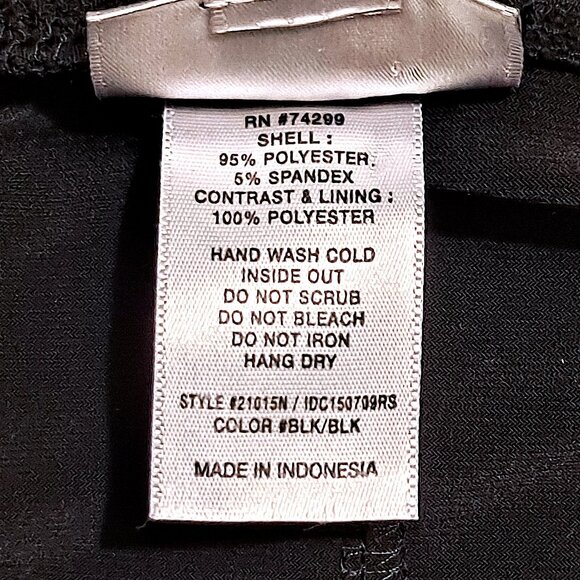 RN #74299
SHELL :
95% POLYESTER,
5% SPANDEX
CONTRAST & LINING :
100% POLYESTER
HAND WASH COLD
INSIDE OUT
DO NOT SCRUB
DO NOT BLEACH
DO NOT IRON
HANG DRY
STYLE #21015N / IDC150709RS
COLOR #BLK/BLK
MADE IN INDONESIA